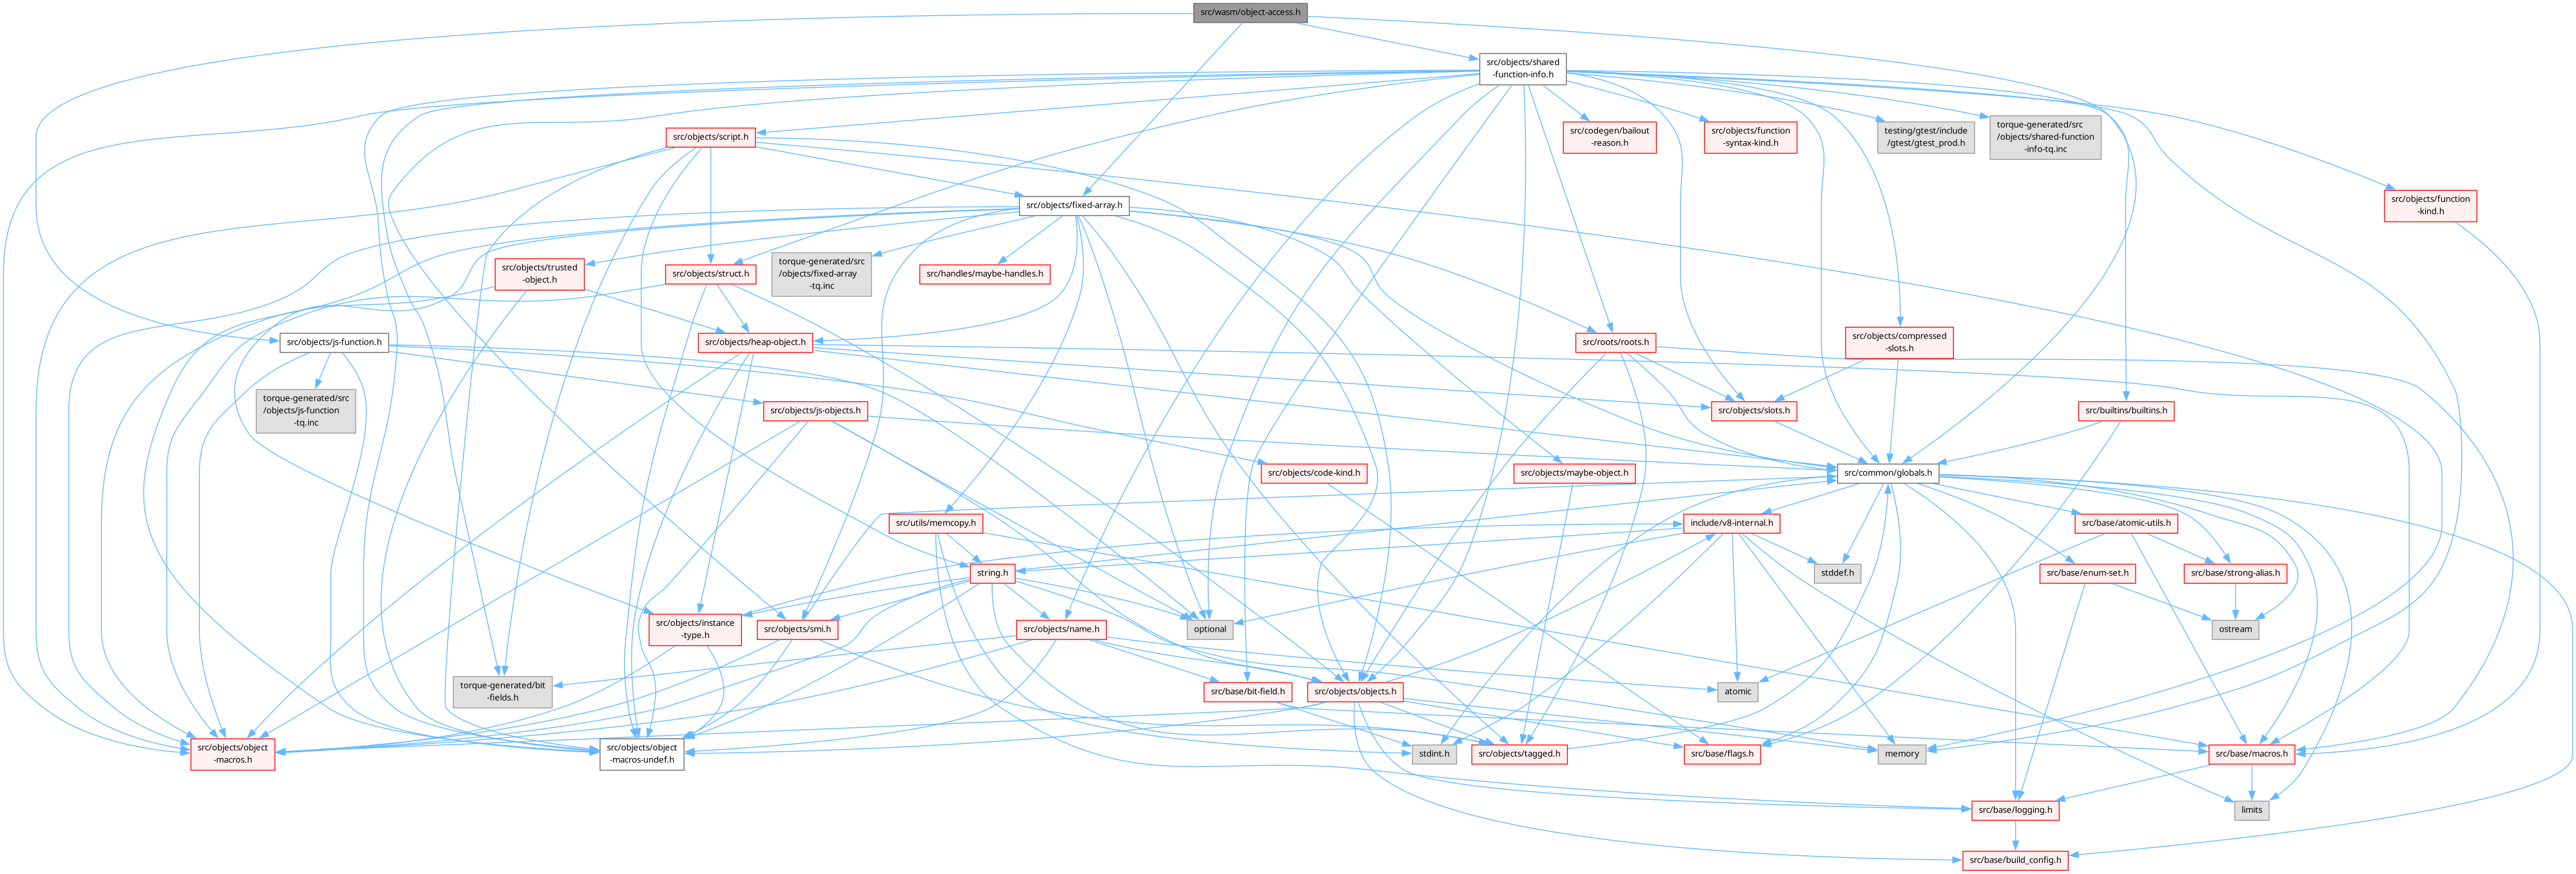 src/wasm/object-access.h
src/objects/shared
-function-info.h
src/objects/script.h
src/codegen/bailout
-reason.h
src/objects/function
-syntax-kind.h
testing/gtest/include
/gtest/gtest_prod.h
torque-generated/src
/objects/shared-function
-info-tq.inc
src/objects/fixed-array.h
src/objects/function
-kind.h
src/objects/trusted
-object.h
src/objects/struct.h
torque-generated/src
/objects/fixed-array
-tq.inc
src/handles/maybe-handles.h
src/objects/js-function.h
src/objects/heap-object.h
src/roots/roots.h
src/objects/compressed
-slots.h
torque-generated/src
/objects/js-function
-tq.inc
src/objects/js-objects.h
src/objects/slots.h
src/builtins/builtins.h
src/objects/code-kind.h
src/objects/maybe-object.h
src/common/globals.h
src/utils/memcopy.h
include/v8-internal.h
src/base/atomic-utils.h
string.h
stddef.h
src/base/enum-set.h
src/base/strong-alias.h
src/objects/instance
-type.h
src/objects/smi.h
src/objects/name.h
optional
ostream
torque-generated/bit
-fields.h
src/base/bit-field.h
src/objects/objects.h
atomic
src/objects/object
-macros.h
src/objects/object
-macros-undef.h
stdint.h
src/objects/tagged.h
src/base/flags.h
memory
src/base/macros.h
src/base/logging.h
limits
src/base/build_config.h